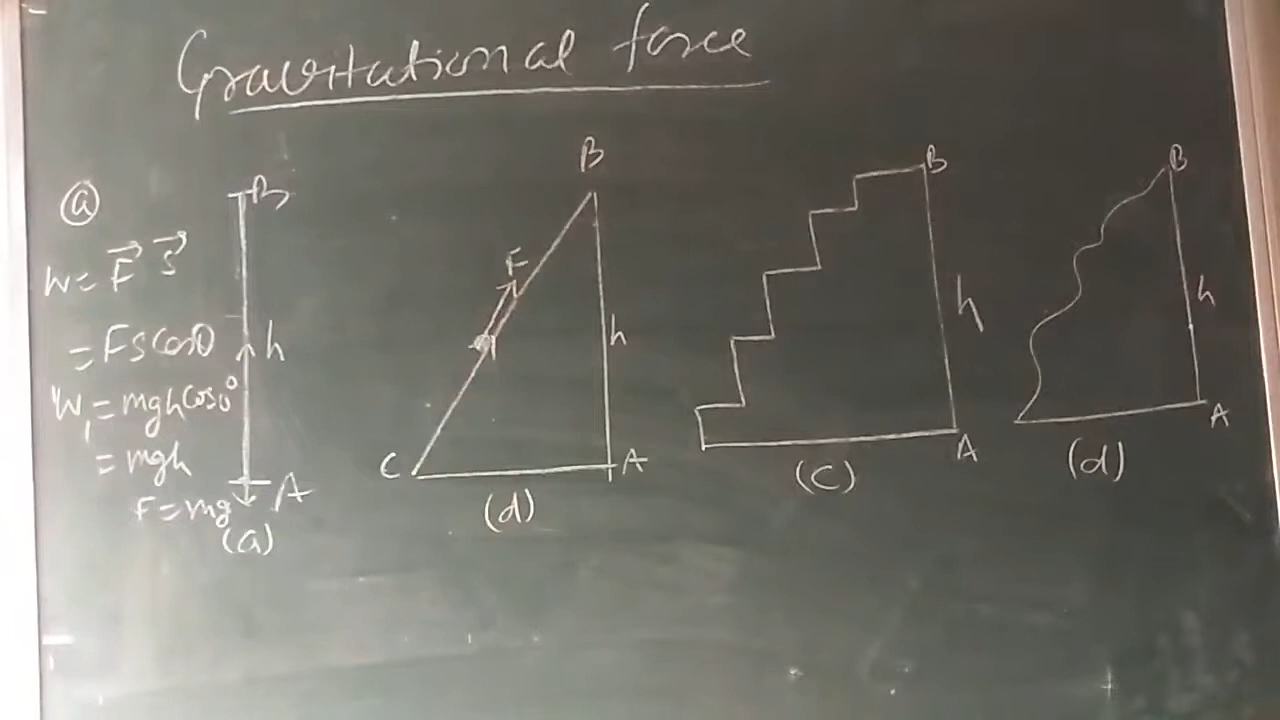 Gravitational force
ⓐ
W = F⃗ S⃗
= FS cosθ
W₁ = mgh cos0°
= mgh
F = mg
B
h
A
(a)
B
F
h
C
A
(d)
B
h
A
(C)
B
h
A
(d)